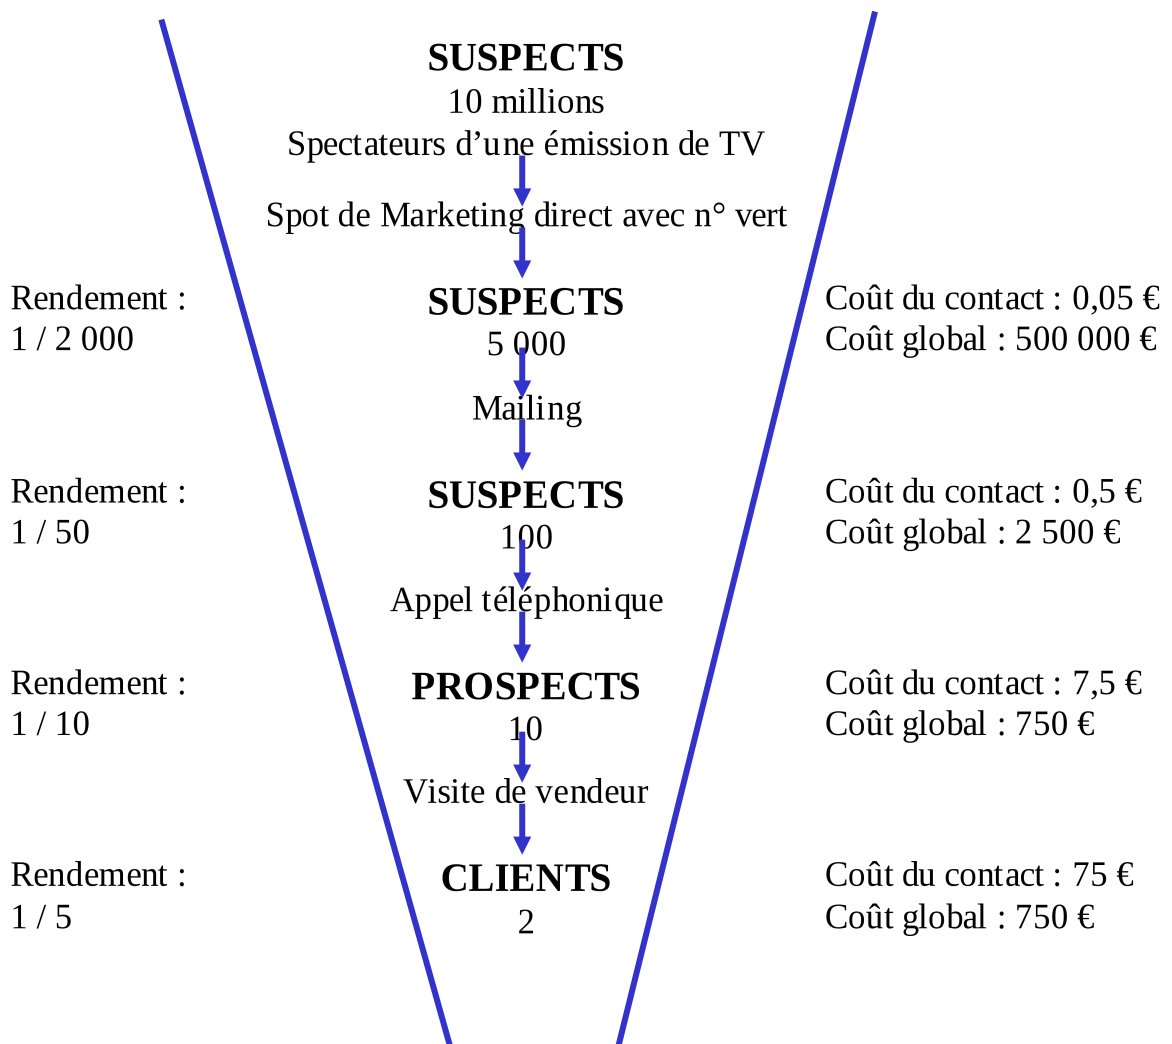 SUSPECTS
10 millions
Spectateurs d’une émission de TV
Spot de Marketing direct avec n° vert
Rendement :
1 / 2 000
SUSPECTS
5 000
Coût du contact : 0,05 €
Coût global : 500 000 €
Mailing
Rendement :
1 / 50
SUSPECTS
100
Coût du contact : 0,5 €
Coût global : 2 500 €
Appel téléphonique
Rendement :
1 / 10
PROSPECTS
10
Coût du contact : 7,5 €
Coût global : 750 €
Visite de vendeur
Rendement :
1 / 5
CLIENTS
2
Coût du contact : 75 €
Coût global : 750 €